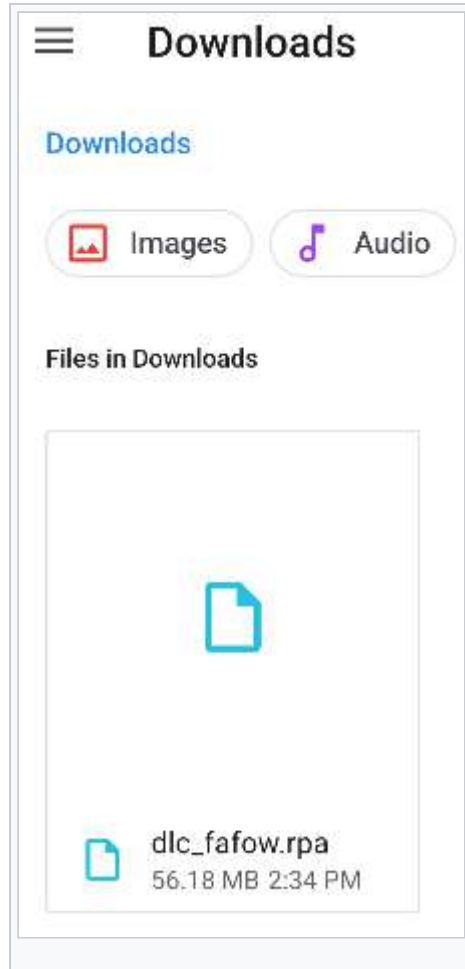 Downloads
Downloads
Images
Audio
Files in Downloads
dlc_fafow.rpa
56.18 MB 2:34 PM